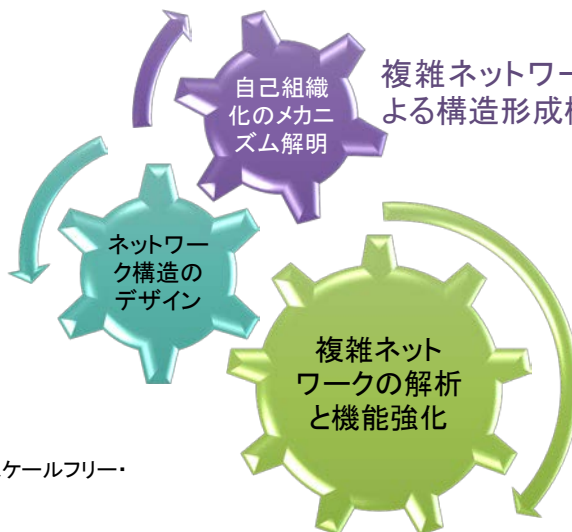 自己組織
化のメカニ
ズム解明
複雑ネットワー
よる構造形成
ネットワー
ク構造の
デザイン
複雑ネット
ワークの解析
と機能強化
ケールフリー・